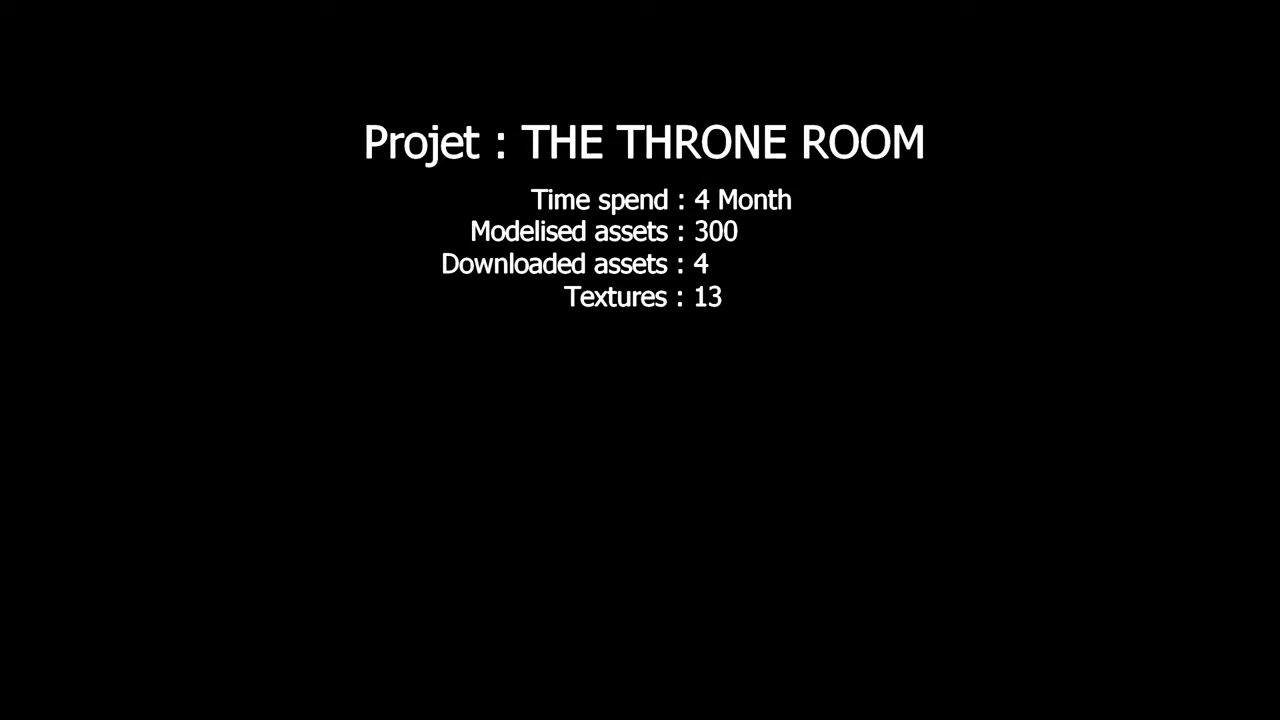 Projet : THE THRONE ROOM
Time spend : 4 Month
Modelised assets : 300
Downloaded assets : 4
Textures : 13